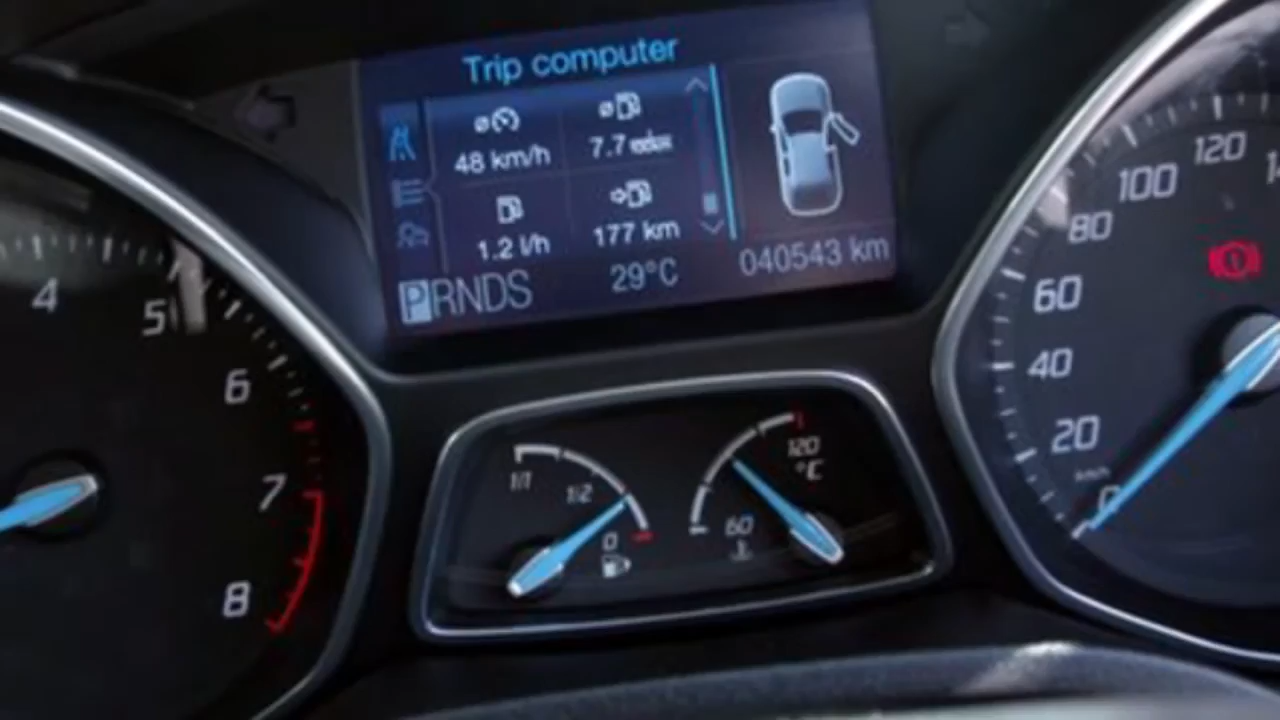 Trip computer
48 km/h
7.7
1.2 l/h
177 km
PRNDS
29°C
040543 km
4
5
6
7
8
1/1
1/2
0
60
120
°C
0
20
40
60
80
100
120